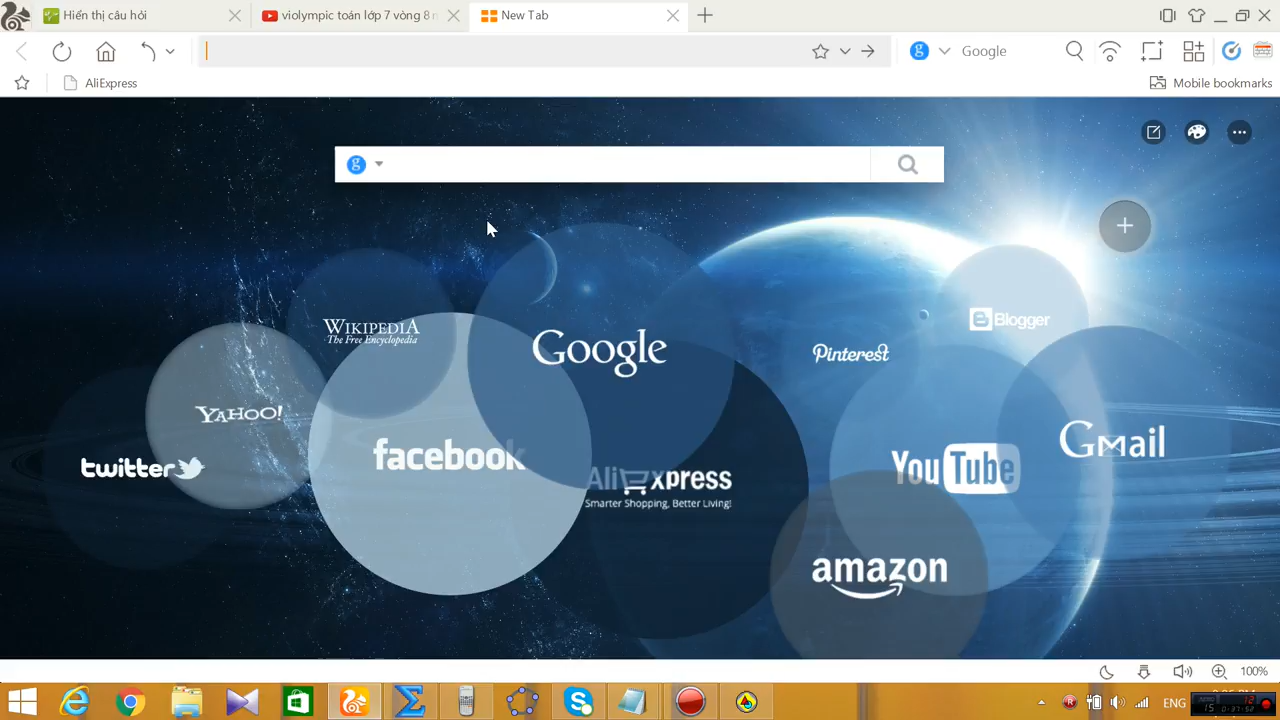 Hiển thị câu hỏi
violympic toán lớp 7 vòng 8 n
New Tab
Google
AliExpress
Mobile bookmarks
WIKIPEDIA
The Free Encyclopedia
Google
Blogger
Pinterest
YAHOO!
twitter
facebook
AliExpress
Smarter Shopping, Better Living!
YouTube
Gmail
amazon
100%
ENG